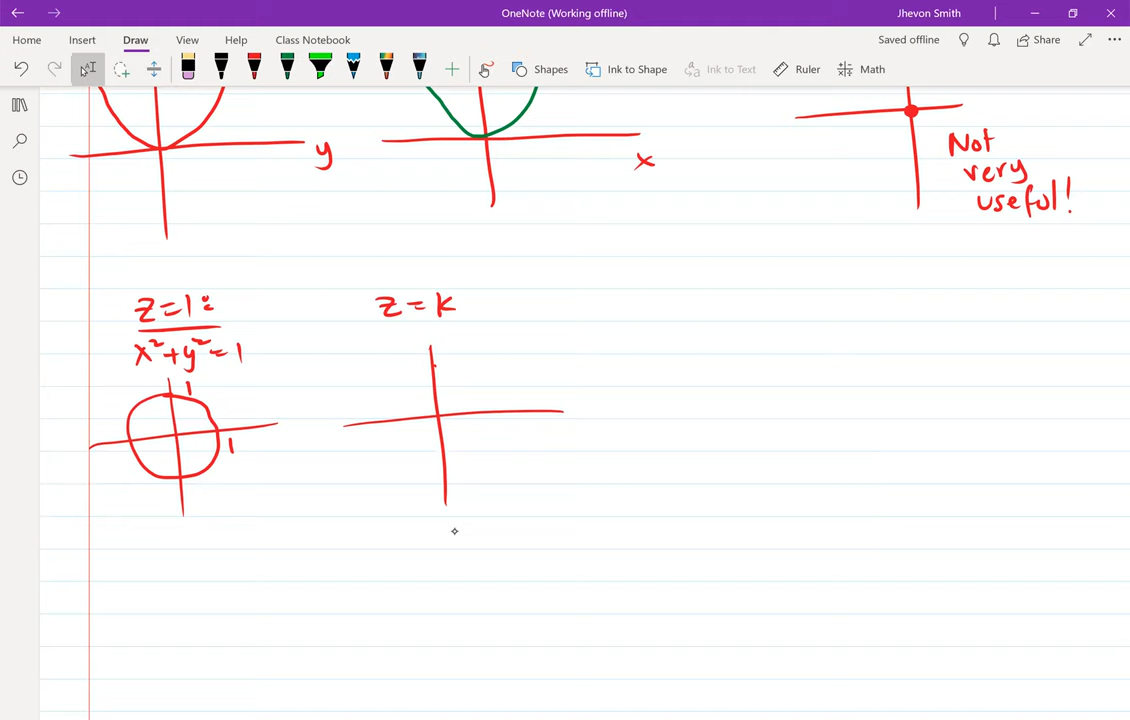 OneNote (Working offline)
Jhevon Smith
Home
Insert
Draw
View
Help
Class Notebook
Saved offline
Share
Shapes
Ink to Shape
Ink to Text
Ruler
Math
y
x
Not
very
useful!
z=1:
x²+y²=1
1
1
z=k